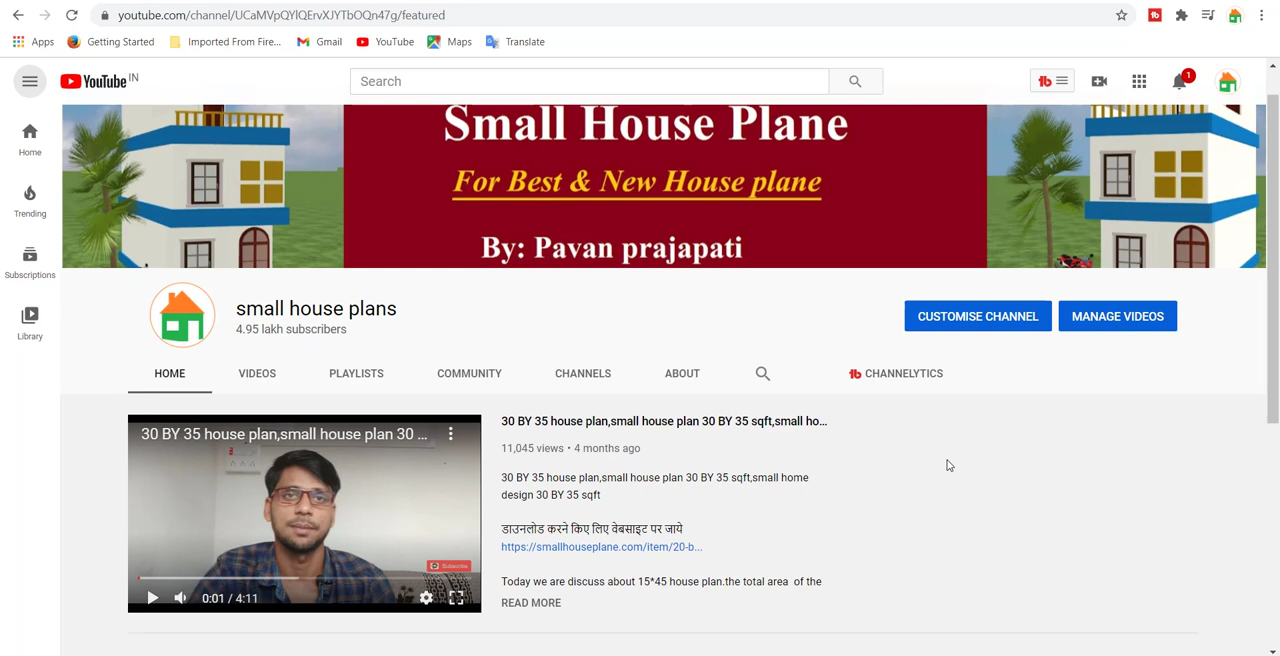 youtube.com/channel/UCaMVpQYlQErvXJYTbOQn47g/featured
Apps Getting Started Imported From Fire... Gmail YouTube Maps Translate
YouTube IN
Search
1
Small House Plane
For Best & New House plane
By: Pavan prajapati
Home
Trending
Subscriptions
Library
small house plans
4.95 lakh subscribers
CUSTOMISE CHANNEL
MANAGE VIDEOS
HOME VIDEOS PLAYLISTS COMMUNITY CHANNELS ABOUT CHANNELYTICS
30 BY 35 house plan,small house plan 30 ...
Subscribe
0:01 / 4:11
30 BY 35 house plan,small house plan 30 BY 35 sqft,small ho...
11,045 views • 4 months ago
30 BY 35 house plan,small house plan 30 BY 35 sqft,small home
design 30 BY 35 sqft
डाउनलोड करने किए लिए वेबसाइट पर जाये
https://smallhouseplane.com/item/20-b...
Today we are discuss about 15*45 house plan.the total area of the
READ MORE